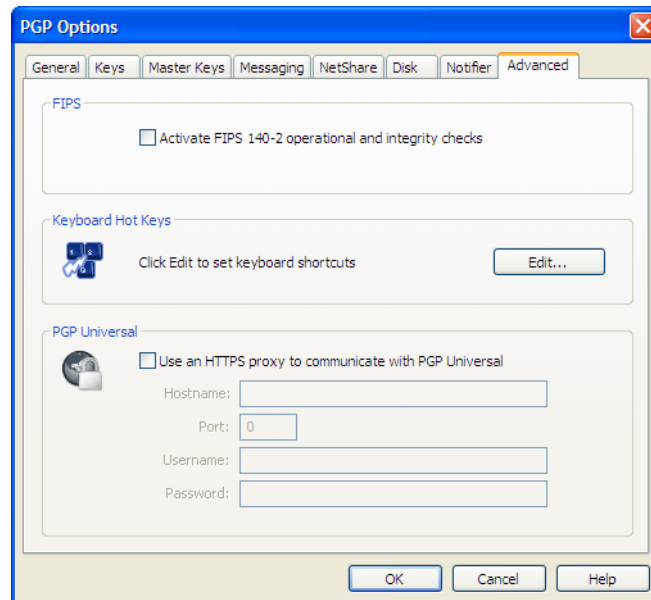 PGP Options
General Keys Master Keys Messaging NetShare Disk Notifier Advanced
FIPS
Activate FIPS 140-2 operational and integrity checks
Keyboard Hot Keys
Click Edit to set keyboard shortcuts Edit...
PGP Universal
Use an HTTPS proxy to communicate with PGP Universal
Hostname:
Port: 0
Username:
Password:
OK Cancel Help